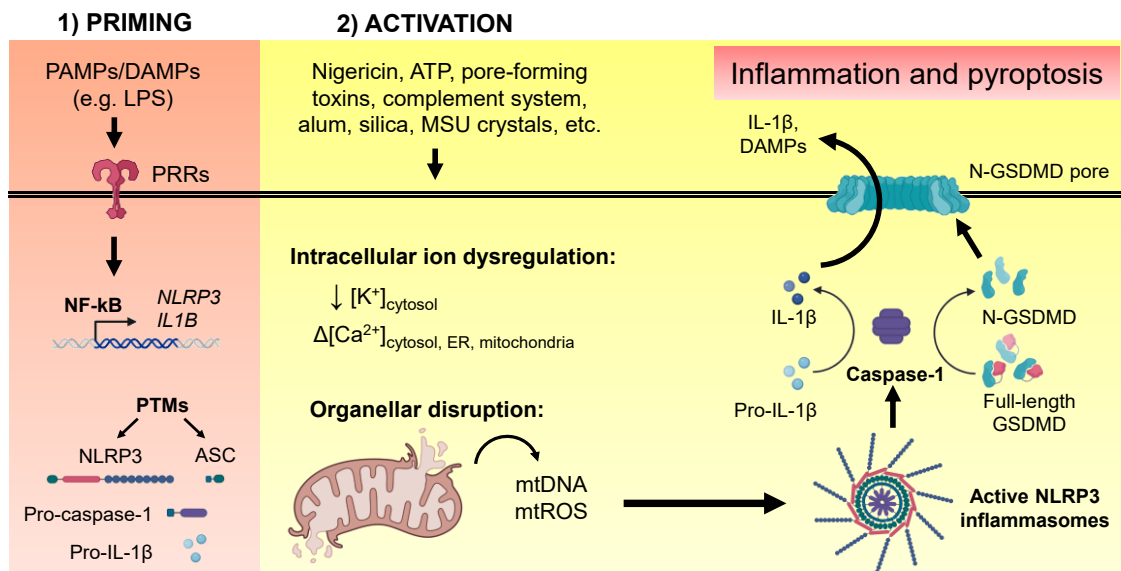 1) PRIMING
PAMPs/DAMPs
(e.g. LPS)
PRRs
NF-kB
NLRP3
IL1B
PTMs
NLRP3
ASC
Pro-caspase-1
Pro-IL-1β
2) ACTIVATION
Nigericin, ATP, pore-forming
toxins, complement system,
alum, silica, MSU crystals, etc.
Intracellular ion dysregulation:
↓ [K⁺]cytosol
Δ[Ca²⁺]cytosol, ER, mitochondria
Organellar disruption:
mtDNA
mtROS
Inflammation and pyroptosis
IL-1β,
DAMPs
N-GSDMD pore
IL-1β
N-GSDMD
Caspase-1
Pro-IL-1β
Full-length
GSDMD
Active NLRP3
inflammasomes